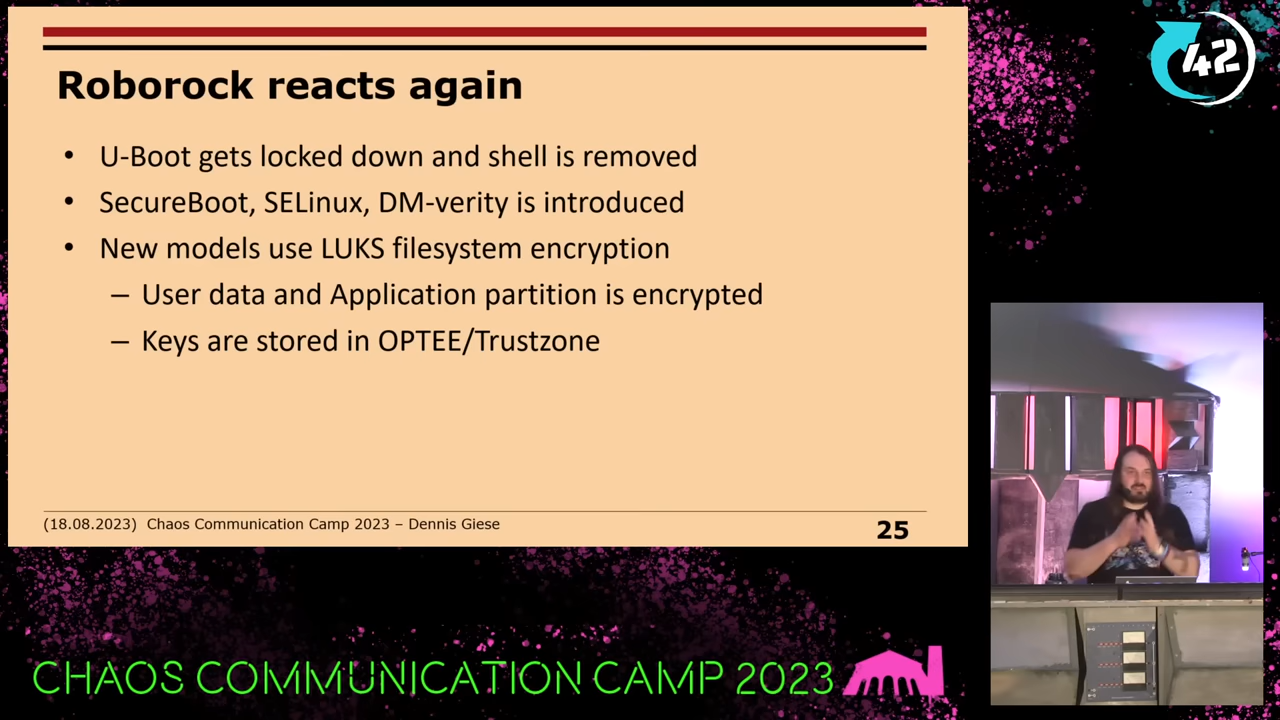 Roborock reacts again
• U-Boot gets locked down and shell is removed
• SecureBoot, SELinux, DM-verity is introduced
• New models use LUKS filesystem encryption
– User data and Application partition is encrypted
– Keys are stored in OPTEE/Trustzone
(18.08.2023) Chaos Communication Camp 2023 – Dennis Giese
25
42
CHAOS COMMUNICATION CAMP 2023